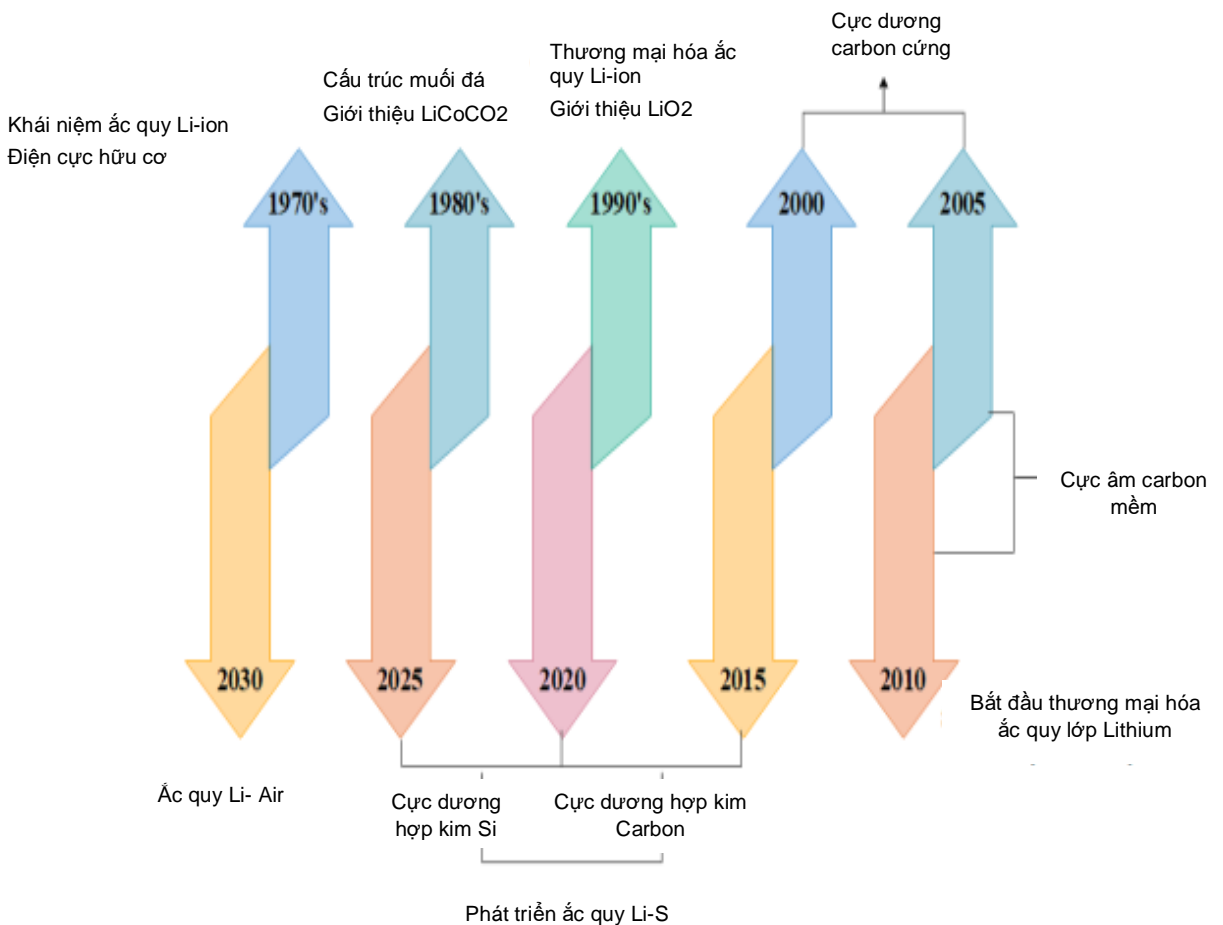 Cực dương
carbon cứng
Thương mại hóa ắc
quy Li-ion
Giới thiệu LiO2
Cấu trúc muối đá
Giới thiệu LiCoCO2
Khái niệm ắc quy Li-ion
Điện cực hữu cơ
1970's
1980's
1990's
2000
2005
Cực âm carbon
mềm
2030
2025
2020
2015
2010
Bắt đầu thương mại hóa
ắc quy lớp Lithium
Ắc quy Li- Air
Cực dương
hợp kim Si
Cực dương hợp kim
Carbon
Phát triển ắc quy Li-S